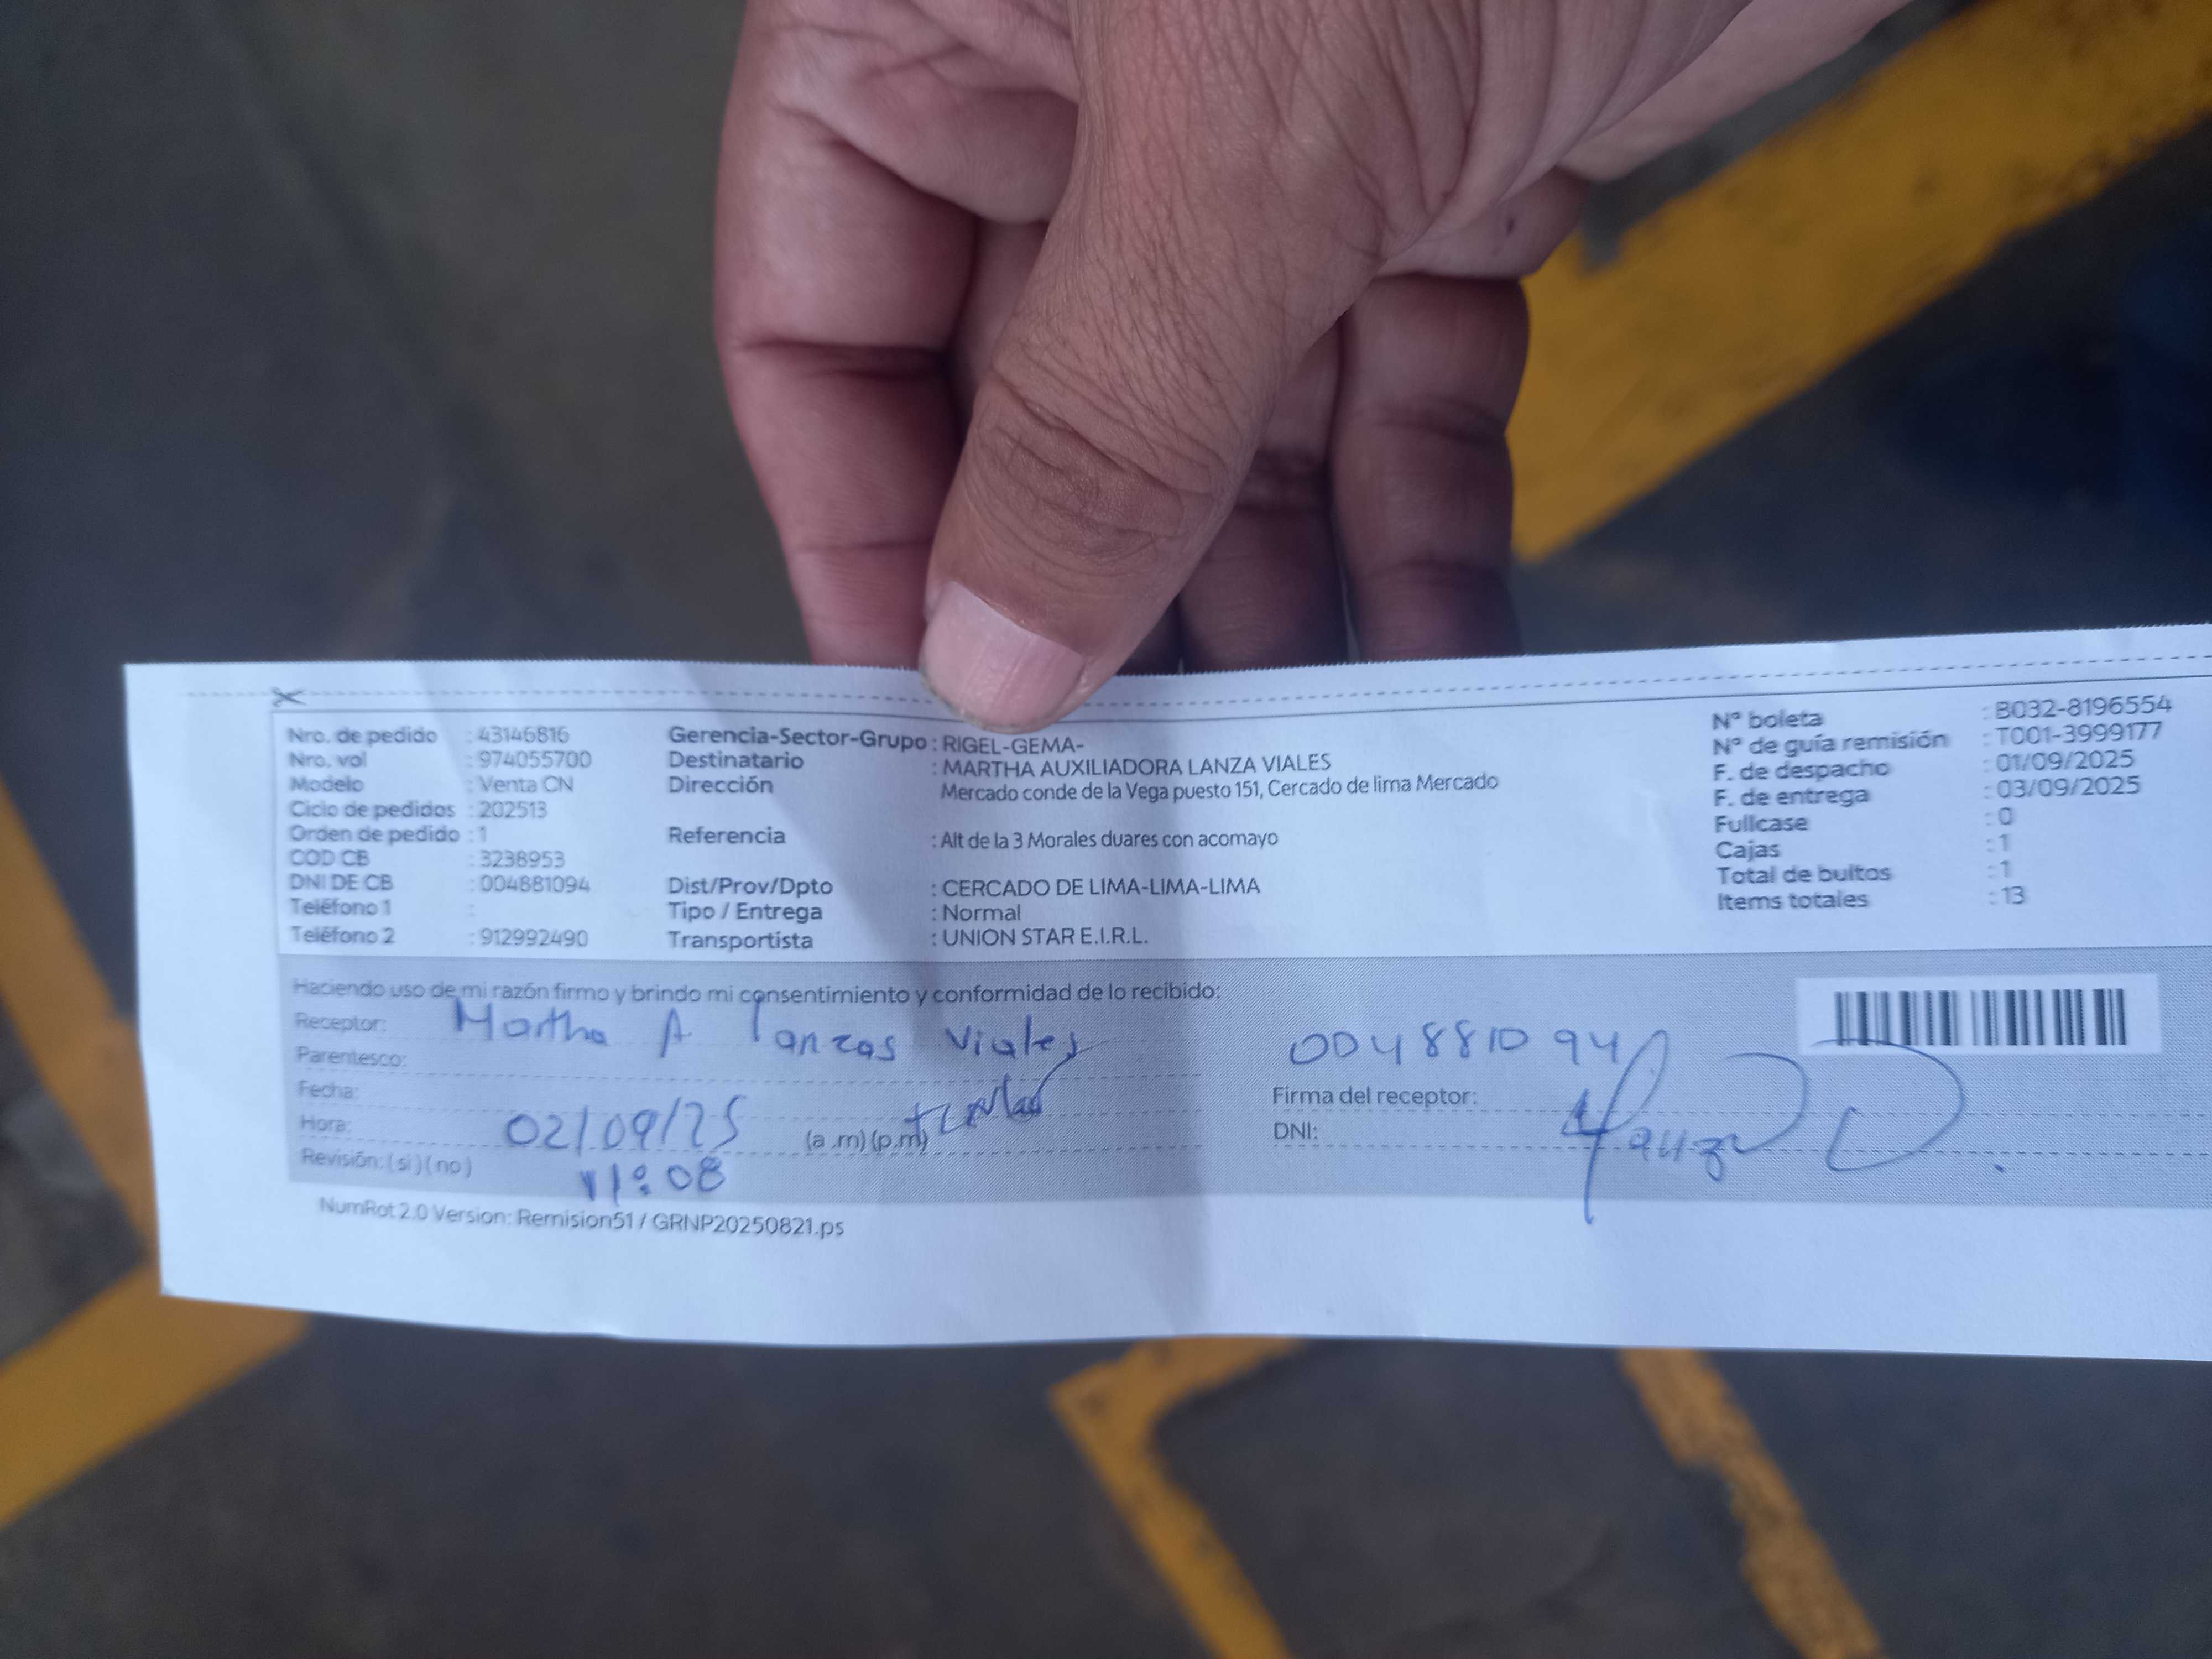 Nro. de pedido : 43146816
Nro. vol : 974055700
Modelo : Venta CN
Ciclo de pedidos : 202513
Orden de pedido : 1
COD CB : 3238953
DNI DE CB : 004881094
Teléfono 1 :
Teléfono 2 : 912992490
Gerencia-Sector-Grupo : RIGEL-GEMA-
Destinatario : MARTHA AUXILIADORA LANZA VIALES
Dirección Mercado conde de la Vega puesto 151, Cercado de lima Mercado
Referencia : Alt de la 3 Morales duares con acomayo
Dist/Prov/Dpto : CERCADO DE LIMA-LIMA-LIMA
Tipo / Entrega : Normal
Transportista : UNION STAR E.I.R.L.
Nº boleta : B032-8196554
Nº de guía remisión : T001-3999177
F. de despacho : 01/09/2025
F. de entrega : 03/09/2025
Fullcase : 0
Cajas : 1
Total de bultos : 1
Items totales : 13
Haciendo uso de mi razón firmo y brindo mi consentimiento y conformidad de lo recibido:
Receptor: Martha A lanzas Viales
Parentesco:
Fecha: 02/09/25
Hora: (a .m) (p.m)
Revisión: ( si ) ( no ) 11:08
004881094
Firma del receptor:
DNI:
NumRot 2.0 Version: Remision51 / GRNP20250821.ps